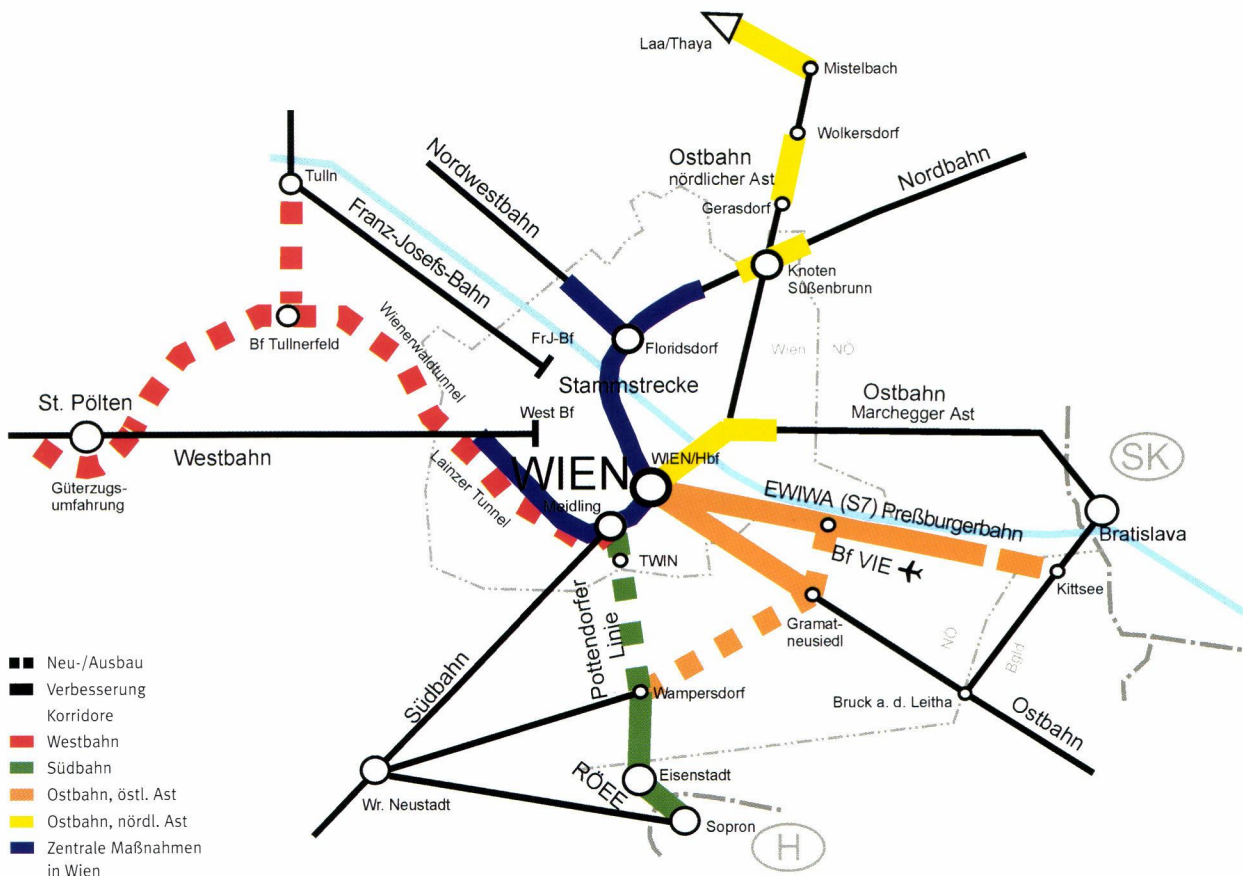 Laa/Thaya
Mistelbach
Wolkersdorf
Ostbahn
nördlicher Ast
Gerasdorf
Nordbahn
Nordwestbahn
Tulln
Franz-Josefs-Bahn
Knoten
Süßenbrunn
Bf Tullnerfeld
Wienerwaldtunnel
FrJ-Bf
Floridsdorf
Wien
NÖ
Stammstrecke
St. Pölten
West Bf
Ostbahn
Marchegger Ast
Westbahn
Güterzugs-
umfahrung
Lainzer Tunnel
WIEN
WIEN/Hbf
SK
Meidling
EWIWA (S7) Preßburgerbahn
Bratislava
Bf VIE
TWIN
Kittsee
Pottendorfer
Linie
Gramat-
neusiedl
NÖ
Bgld
Südbahn
Wampersdorf
Bruck a. d. Leitha
Ostbahn
RÖEE
Eisenstadt
Wr. Neustadt
Sopron
H
Neu-/Ausbau
Verbesserung
Korridore
Westbahn
Südbahn
Ostbahn, östl. Ast
Ostbahn, nördl. Ast
Zentrale Maßnahmen
in Wien